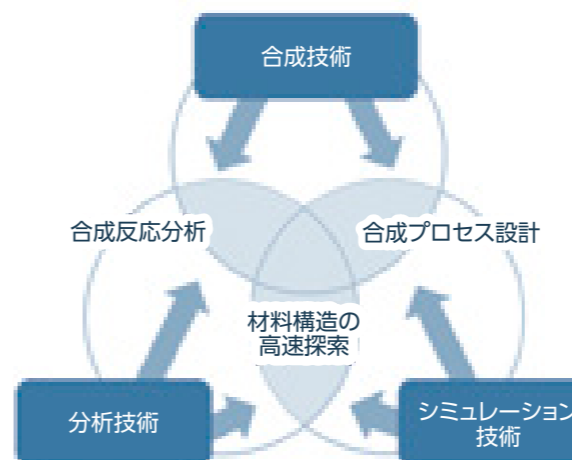 合成技術
合成反応分析
合成プロセス設計
材料構造の
高速探索
分析技術
シミュレーション
技術